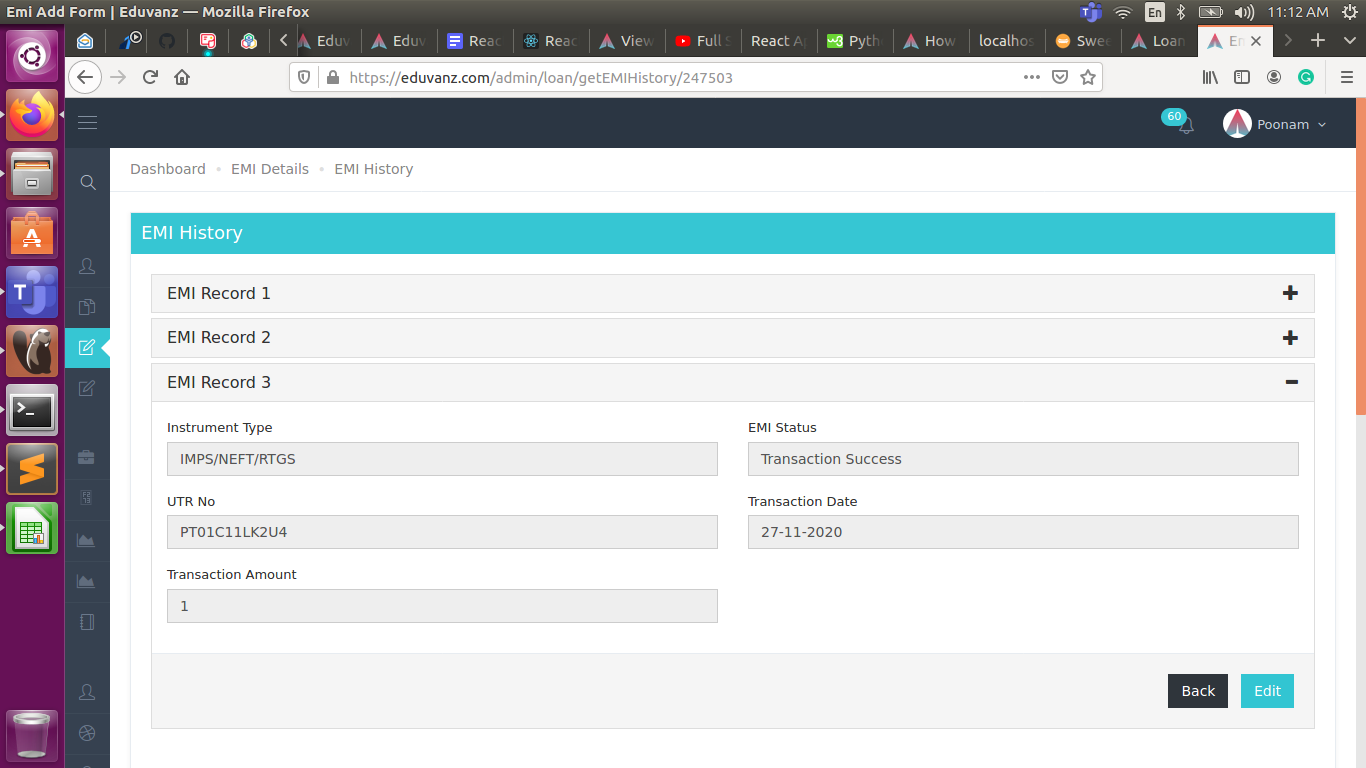 Emi Add Form | Eduvanz — Mozilla Firefox
En
11:12 AM
Eduv
Eduv
Reac
Reac
View
Full S
React Ap
Pyth
How
localhos
Swee
Loan
En
https://eduvanz.com/admin/loan/getEMIHistory/247503
60
Poonam
Dashboard • EMI Details • EMI History
EMI History
EMI Record 1
EMI Record 2
EMI Record 3
Instrument Type
EMI Status
IMPS/NEFT/RTGS
Transaction Success
UTR No
Transaction Date
PT01C11LK2U4
27-11-2020
Transaction Amount
1
Back
Edit